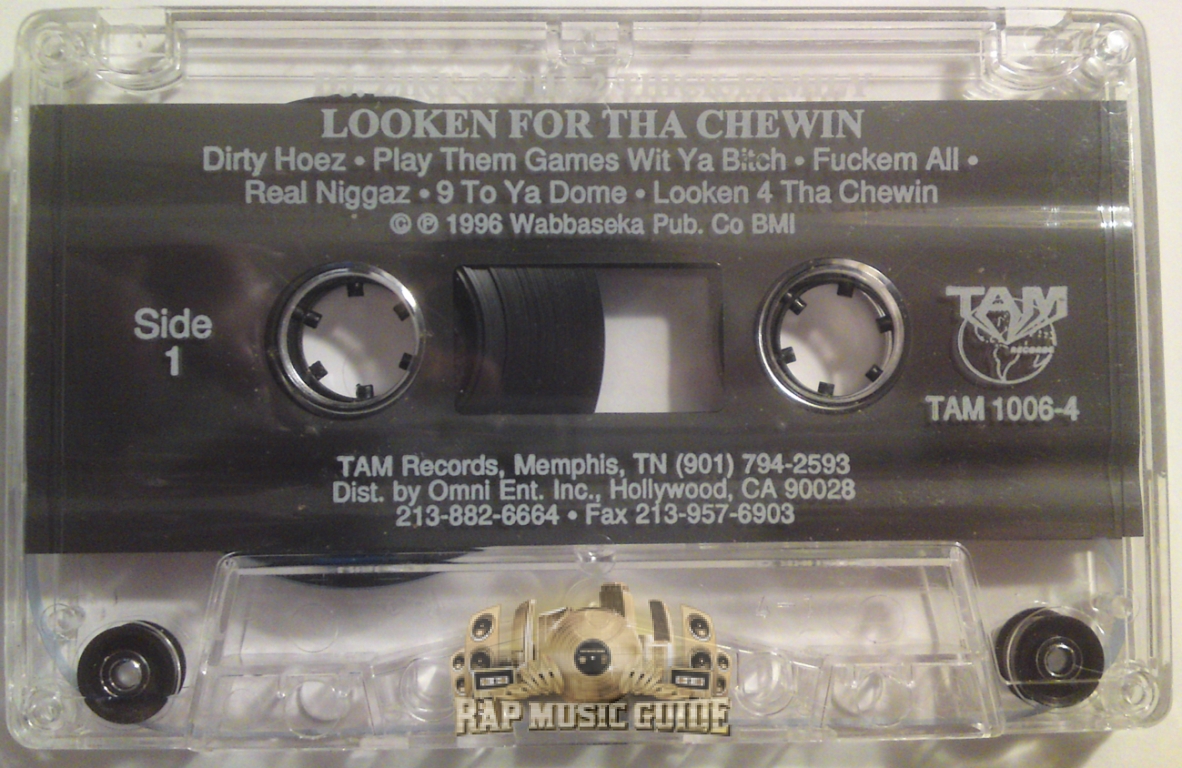 LOOKEN FOR THA CHEWIN
Dirty Hoez • Play Them Games Wit Ya Bitch • Fuckem All •
Real Niggaz • 9 To Ya Dome • Looken 4 Tha Chewin
© ℗ 1996 Wabbaseka Pub. Co BMI
Side
1
TAM
RECORDS
TAM 1006-4
TAM Records, Memphis, TN (901) 794-2593
Dist. by Omni Ent. Inc., Hollywood, CA 90028
213-882-6664 • Fax 213-957-6903
RAP MUSIC GUIDE